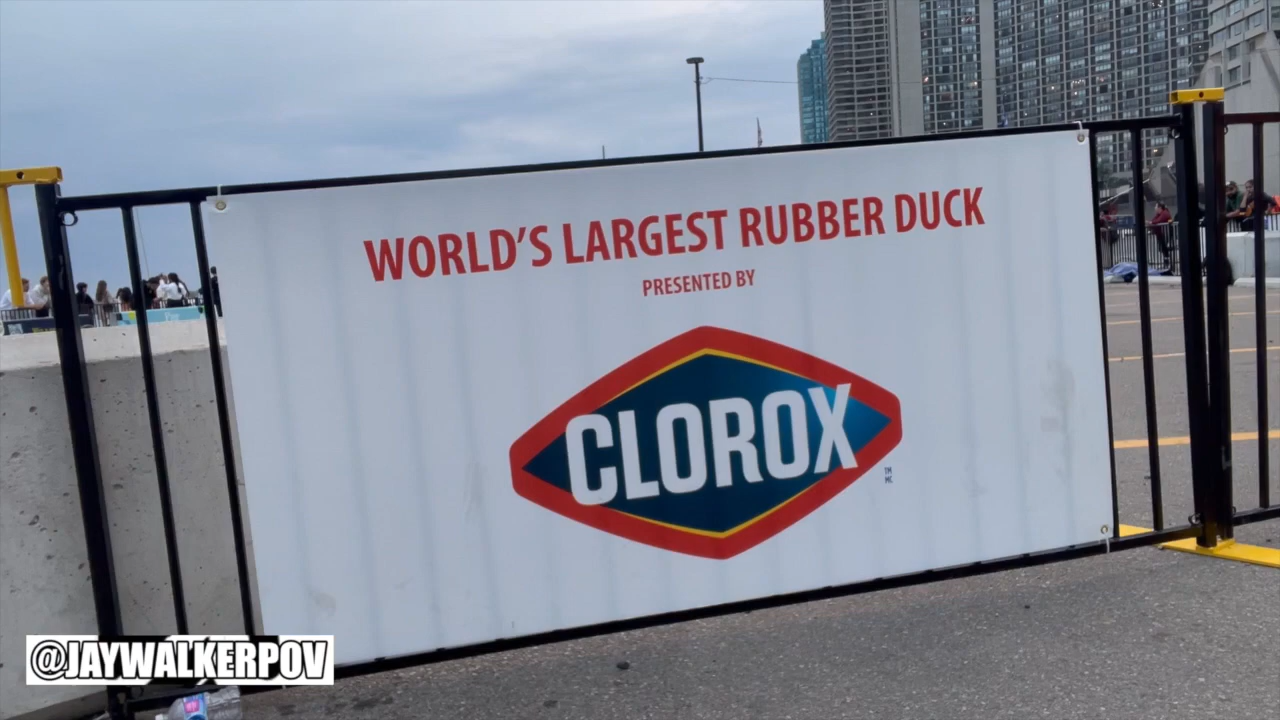 WORLD'S LARGEST RUBBER DUCK
PRESENTED BY
CLOROX
TM
MC
@JAYWALKERPOV